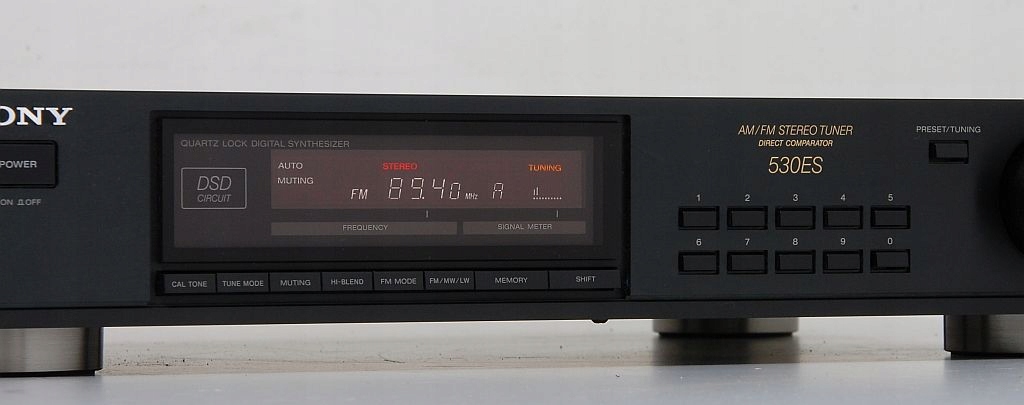 ONY
POWER
ON OFF
QUARTZ LOCK DIGITAL SYNTHESIZER
DSD
CIRCUIT
AUTO
MUTING
STEREO
TUNING
FM 89.40 MHz A
FREQUENCY
SIGNAL METER
CAL TONE
TUNE MODE
MUTING
HI-BLEND
FM MODE
FM/MW/LW
MEMORY
SHIFT
AM/FM STEREO TUNER
DIRECT COMPARATOR
530ES
PRESET/TUNING
1 2 3 4 5
6 7 8 9 0